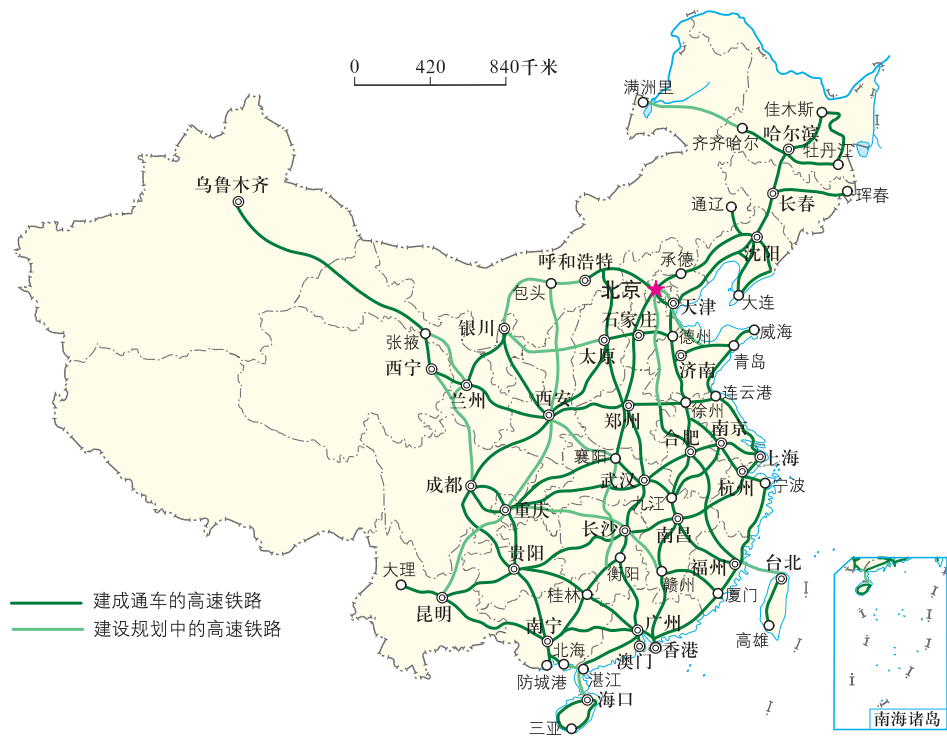 0 420 840千米
满洲里
佳木斯
齐齐哈尔
哈尔滨
牡丹江
乌鲁木齐
珲春
通辽
长春
沈阳
承德
呼和浩特
包头
北京
天津
大连
银川
石家庄
德州
威海
张掖
太原
青岛
西宁
济南
兰州
西安
连云港
徐州
郑州
南京
合肥
襄阳
上海
成都
武汉
杭州
宁波
九江
重庆
长沙
南昌
贵阳
福州
台北
大理
衡阳
赣州
厦门
桂林
昆明
南宁
广州
高雄
北海
澳门
香港
防城港
湛江
海口
三亚
建成通车的高速铁路
建设规划中的高速铁路
南海诸岛